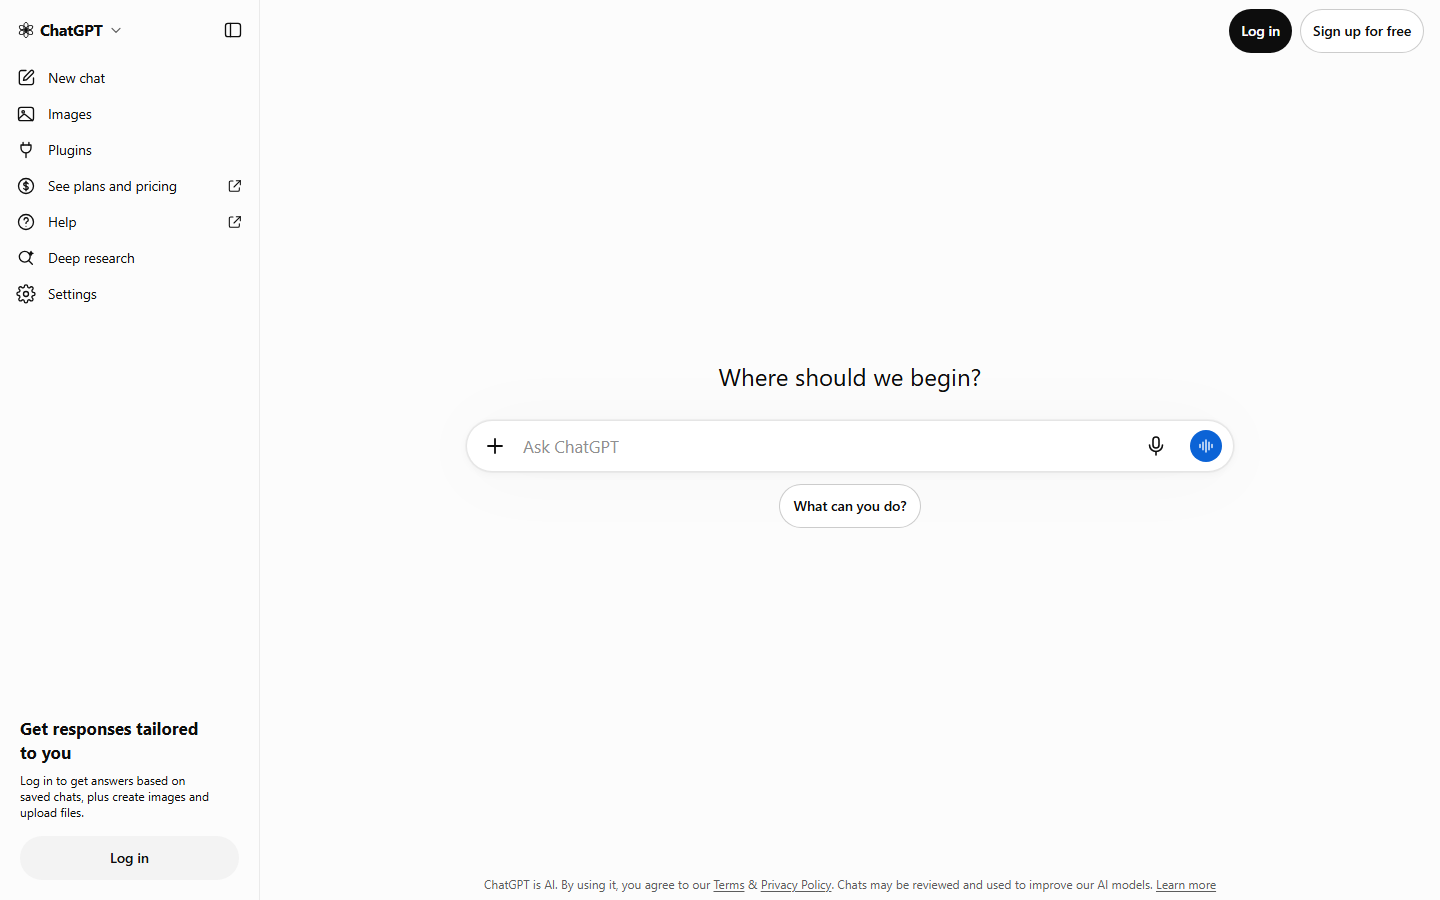 ChatGPT
New chat
Images
Plugins
See plans and pricing
Help
Deep research
Settings
Get responses tailored
to you
Log in to get answers based on
saved chats, plus create images and
upload files.
Log in
Log in
Sign up for free
Where should we begin?
Ask ChatGPT
What can you do?
ChatGPT is AI. By using it, you agree to our Terms & Privacy Policy. Chats may be reviewed and used to improve our AI models. Learn more